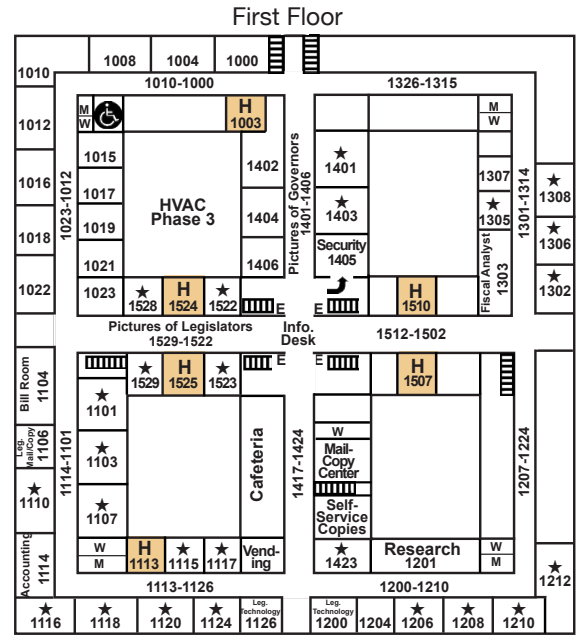 First Floor
1008
1004
1000
1010
1010-1000
1326-1315
M
W
H
1003
M
W
1012
1015
1402
★
1401
1307
★
1308
1016
1017
1023-1012
HVAC
Phase 3
1404
Pictures of Governors
1401-1406
★
1403
★
1305
1301-1314
★
1306
1018
1019
1021
1406
Security
1405
Fiscal Analyst
1303
★
1302
1022
1023
★
1528
H
1524
★
1522
E
E
H
1510
Pictures of Legislators
1529-1522
Info.
Desk
1512-1502
★
1529
H
1525
★
1523
E
E
H
1507
Bill Room
1104
★
1101
Leg.
Mail/Copy
1106
★
1103
1114-1101
Cafeteria
1417-1424
W
Mail-
Copy
Center
1207-1224
★
1110
★
1107
Self-
Service
Copies
Accounting
1114
W
M
H
1113
★
1115
★
1117
Vend-
ing
★
1423
Research
1201
W
M
★
1212
1113-1126
1200-1210
★
1116
★
1118
★
1120
★
1124
Leg.
Technology
1126
Leg.
Technology
1200
1204
★
1206
★
1208
★
1210